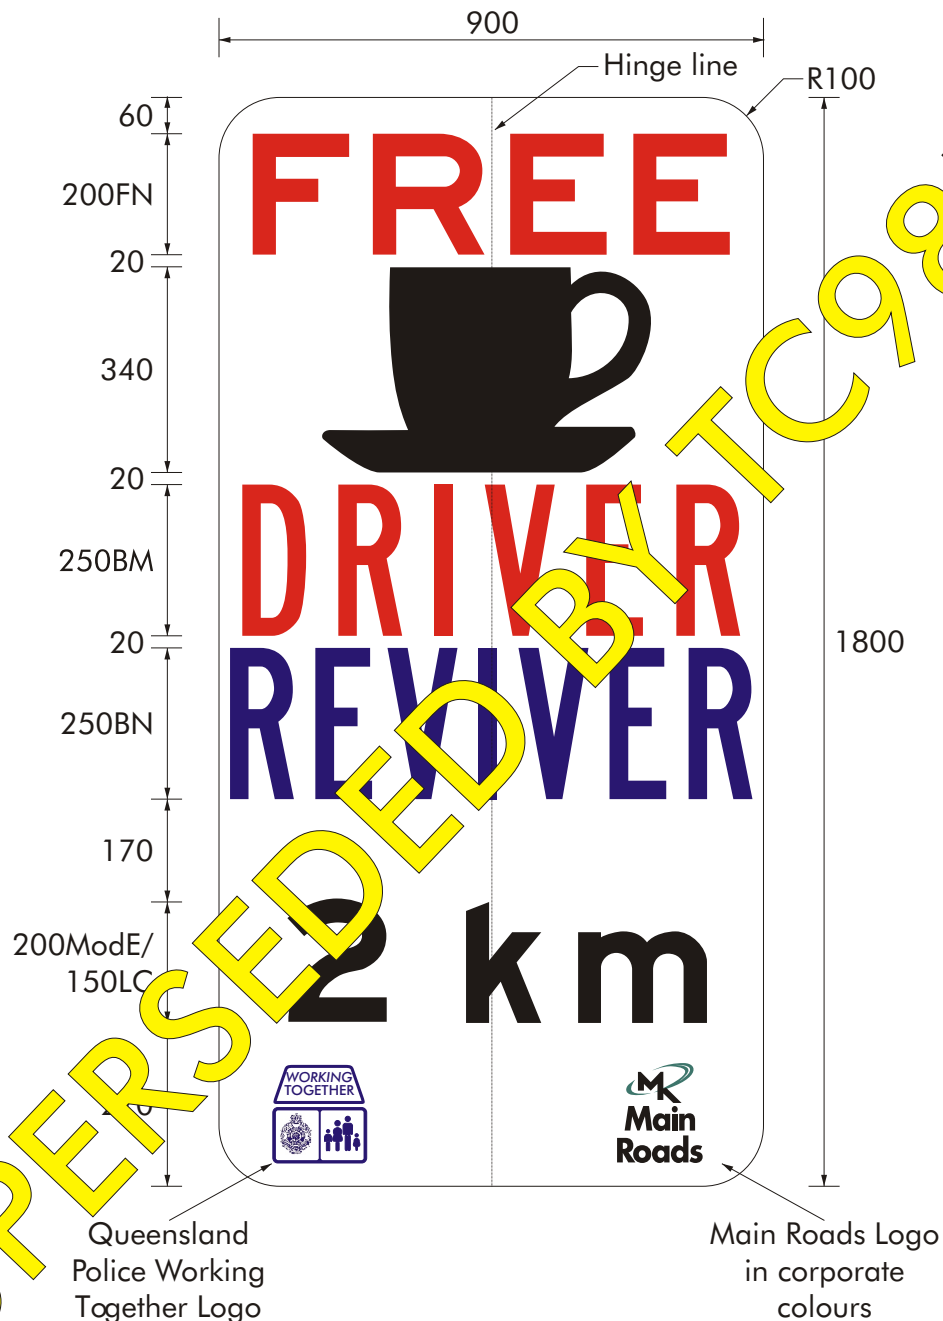 900
Hinge line
R100
60
FREE
200FN
20
340
20
DRIVER
250BM
20
1800
REVIVER
250BN
170
2 km
200ModE/
150LC
WORKING
TOGETHER
MR
Main
Roads
Queensland
Police Working
Together Logo
Main Roads Logo
in corporate
colours
PERSEDED BY TC98